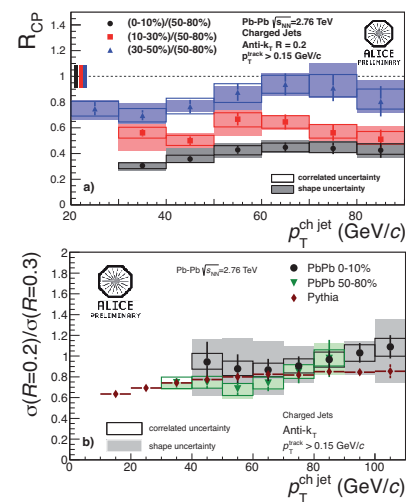 R_CP
1.6
1.4
1.2
1
0.8
0.6
0.4
0.2
0
(0-10%)/(50-80%)
(10-30%)/(50-80%)
(30-50%)/(50-80%)
Pb-Pb √s_NN=2.76 TeV
Charged Jets
Anti-k_T R = 0.2
p_T^track > 0.15 GeV/c
ALICE
PRELIMINARY
correlated uncertainty
shape uncertainty
a)
20 40 60 80
p_T^ch jet (GeV/c)
σ(R=0.2)/σ(R=0.3)
2
1.8
1.6
1.4
1.2
1
0.8
0.6
0.4
0.2
0
ALICE
PRELIMINARY
Pb-Pb √s_NN=2.76 TeV
PbPb 0-10%
PbPb 50-80%
Pythia
correlated uncertainty
shape uncertainty
b)
Charged Jets
Anti-k_T
p_T^track > 0.15 GeV/c
0 20 40 60 80 100
p_T^ch jet (GeV/c)